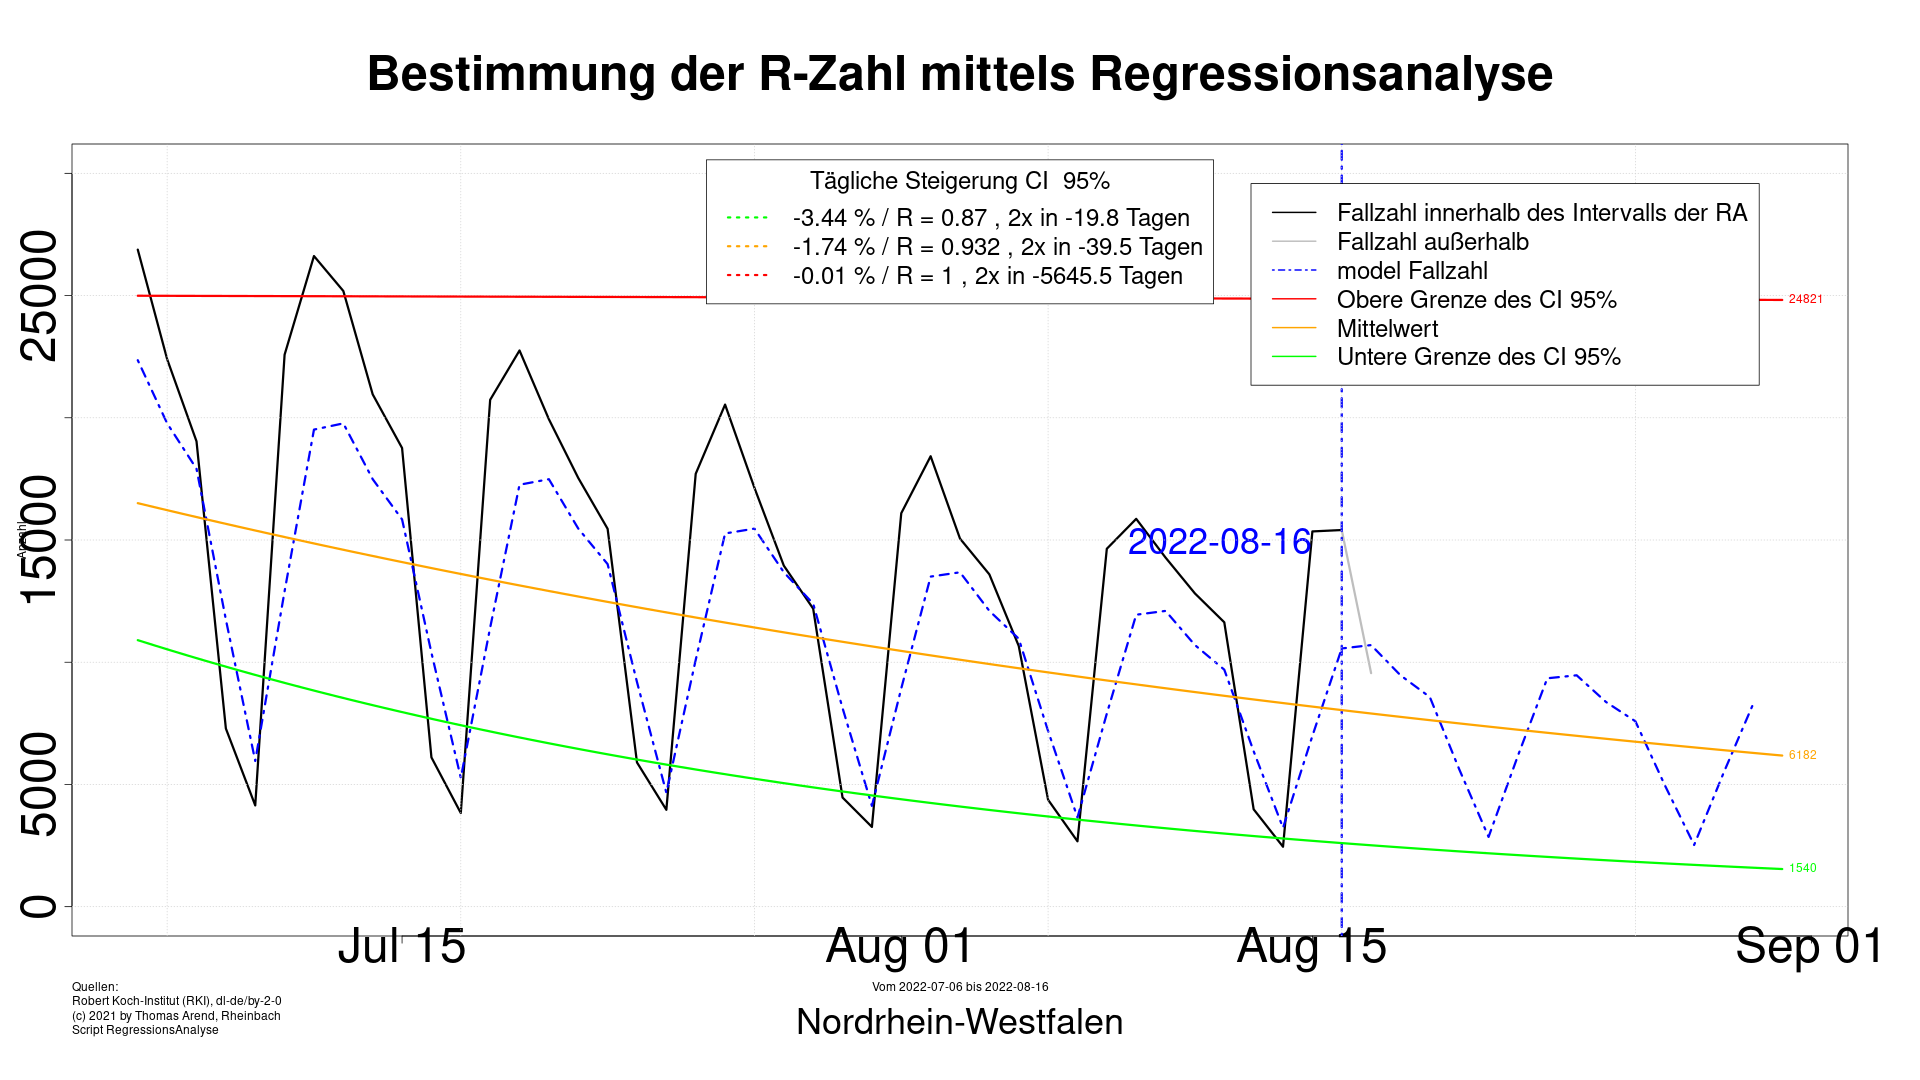 Bestimmung der R-Zahl mittels Regressionsanalyse
Tägliche Steigerung CI  95%
-3.44 % / R = 0.87 , 2x in -19.8 Tagen
-1.74 % / R = 0.932 , 2x in -39.5 Tagen
-0.01 % / R = 1 , 2x in -5645.5 Tagen
Fallzahl innerhalb des Intervalls der RA
Fallzahl außerhalb
model Fallzahl
Obere Grenze des CI 95%
Mittelwert
Untere Grenze des CI 95%
25000
15000
5000
0
Anzahl
24821
2022-08-16
6182
1540
Jul 15
Aug 01
Aug 15
Sep 01
Quellen:
Robert Koch-Institut (RKI), dl-de/by-2-0
(c) 2021 by Thomas Arend, Rheinbach
Script RegressionsAnalyse
Vom 2022-07-06 bis 2022-08-16
Nordrhein-Westfalen